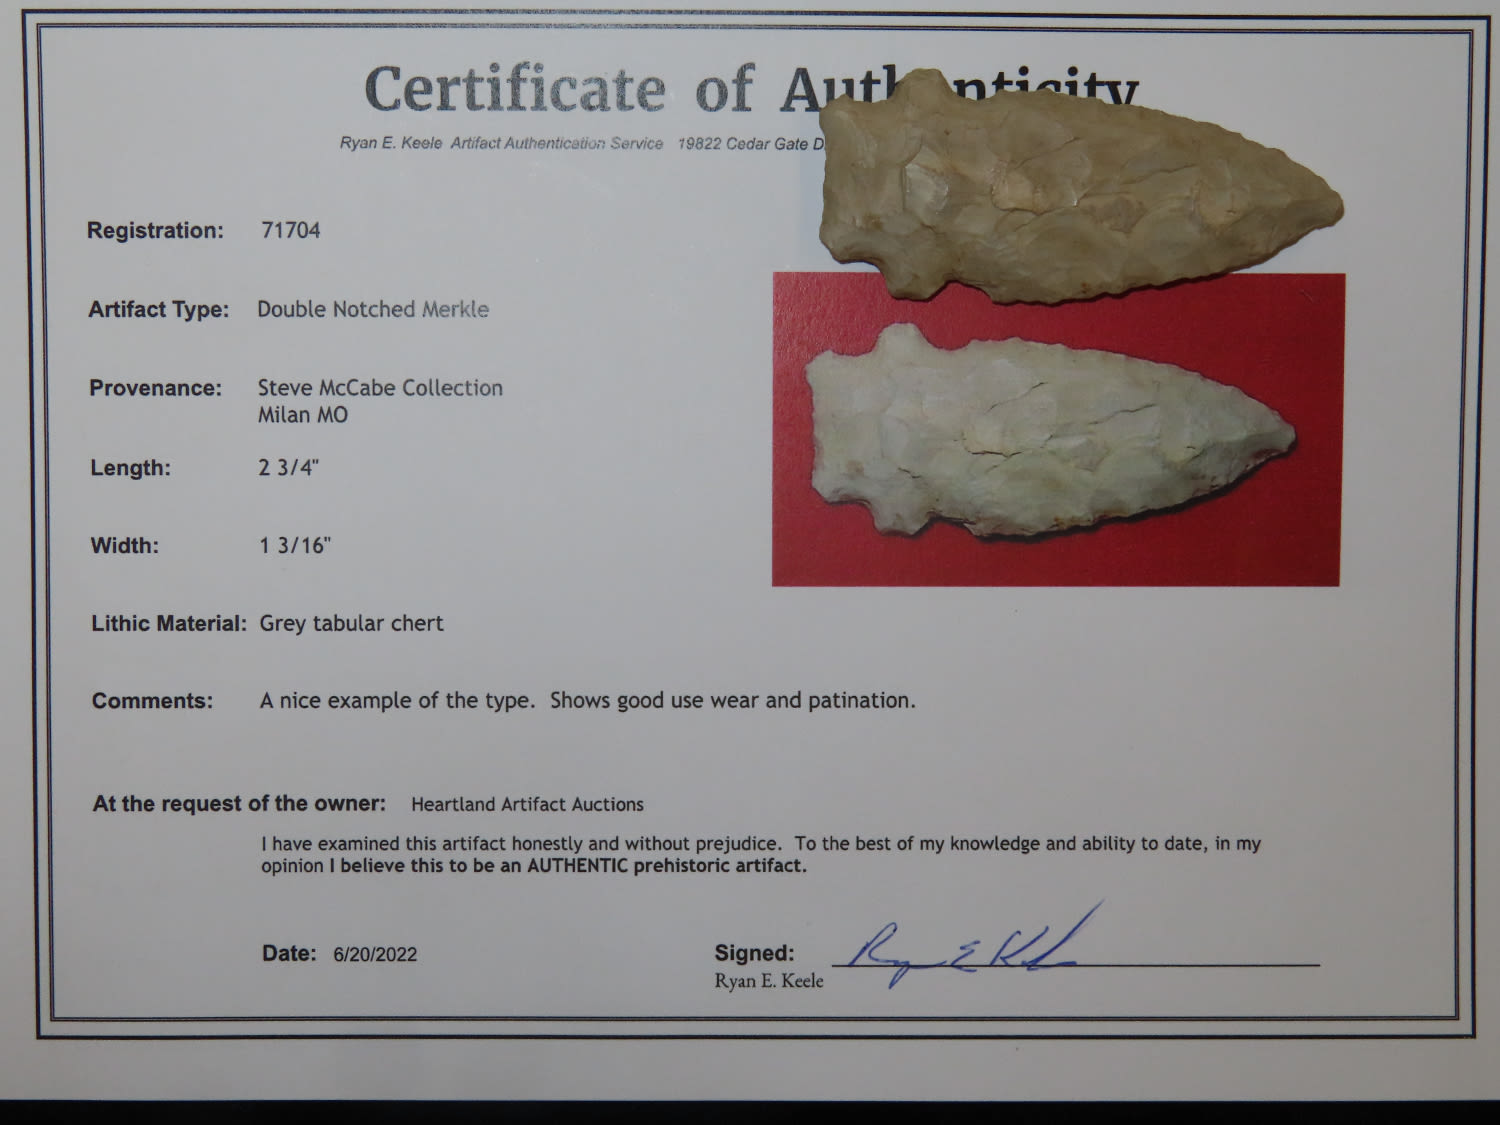 Certificate of
Ryan E. Keele Artifact Authentication Service 19822 Cedar Gate
Registration: 71704
Artifact Type: Double Notched Merkle
Provenance: Steve McCabe Collection
Milan MO
Length: 2 3/4"
Width: 1 3/16"
Lithic Material: Grey tabular chert
Comments: A nice example of the type. Shows good use wear and patination.
At the request of the owner: Heartland Artifact Auctions
I have examined this artifact honestly and without prejudice. To the best of my knowledge and ability to date, in my
opinion I believe this to be an AUTHENTIC prehistoric artifact.
Date: 6/20/2022
Signed: Ryan E Keele
Ryan E. Keele